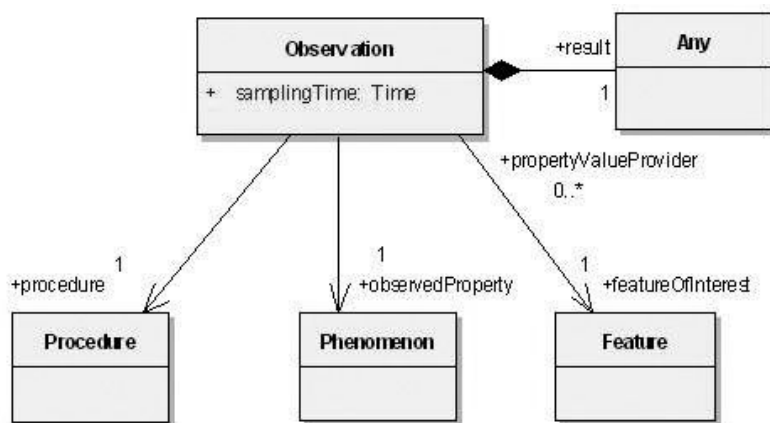 Observation
+ samplingTime: Time
+result
1
Any
+propertyValueProvider
0..*
1
+procedure
1
+observedProperty
1
+featureOfInterest
Procedure
Phenomenon
Feature